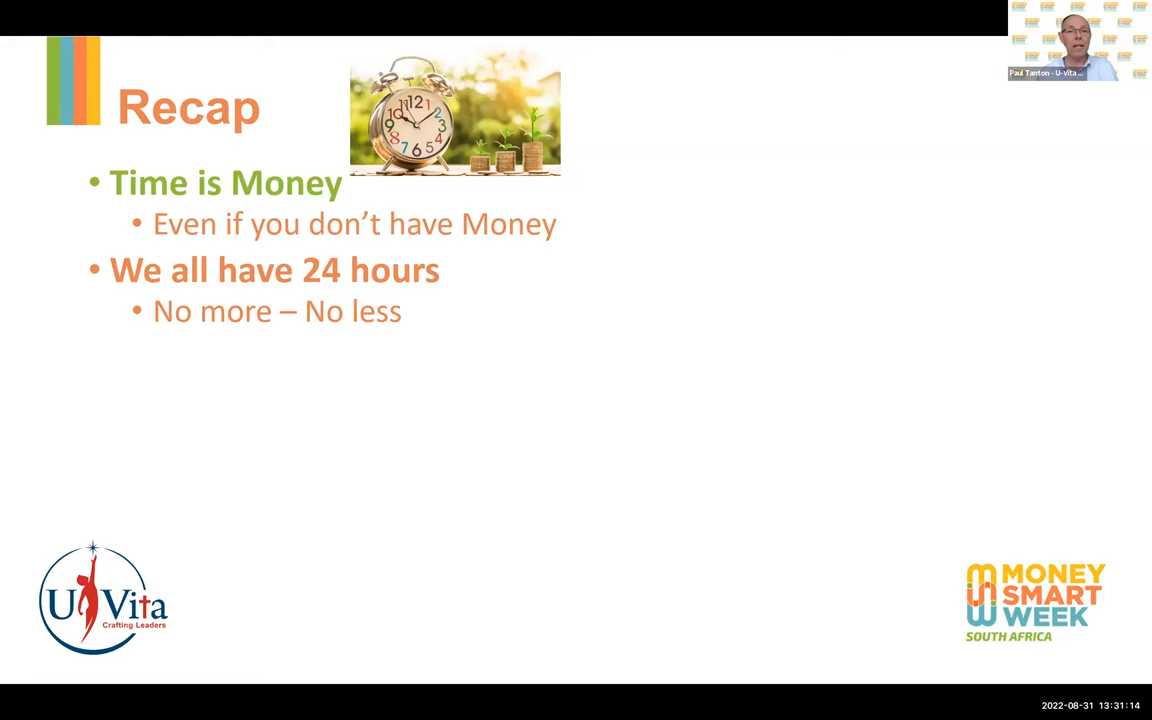 Paul Tanton - U-Vita ...
Recap
• Time is Money
• Even if you don’t have Money
• We all have 24 hours
• No more – No less
U Vita
Crafting Leaders
MONEY
SMART
WEEK
SOUTH AFRICA
2022-08-31 13:31:14